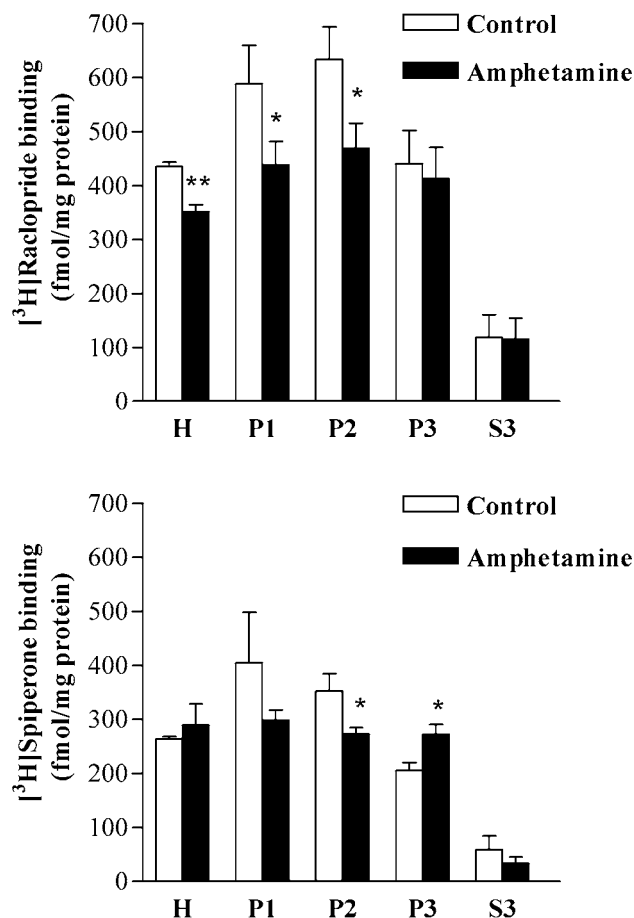 700
600
500
400
300
200
100
0
[³H]Raclopride binding
(fmol/mg protein)
Control
Amphetamine
**
*
*
H P1 P2 P3 S3
700
600
500
400
300
200
100
0
[³H]Spiperone binding
(fmol/mg protein)
Control
Amphetamine
*
*
H P1 P2 P3 S3